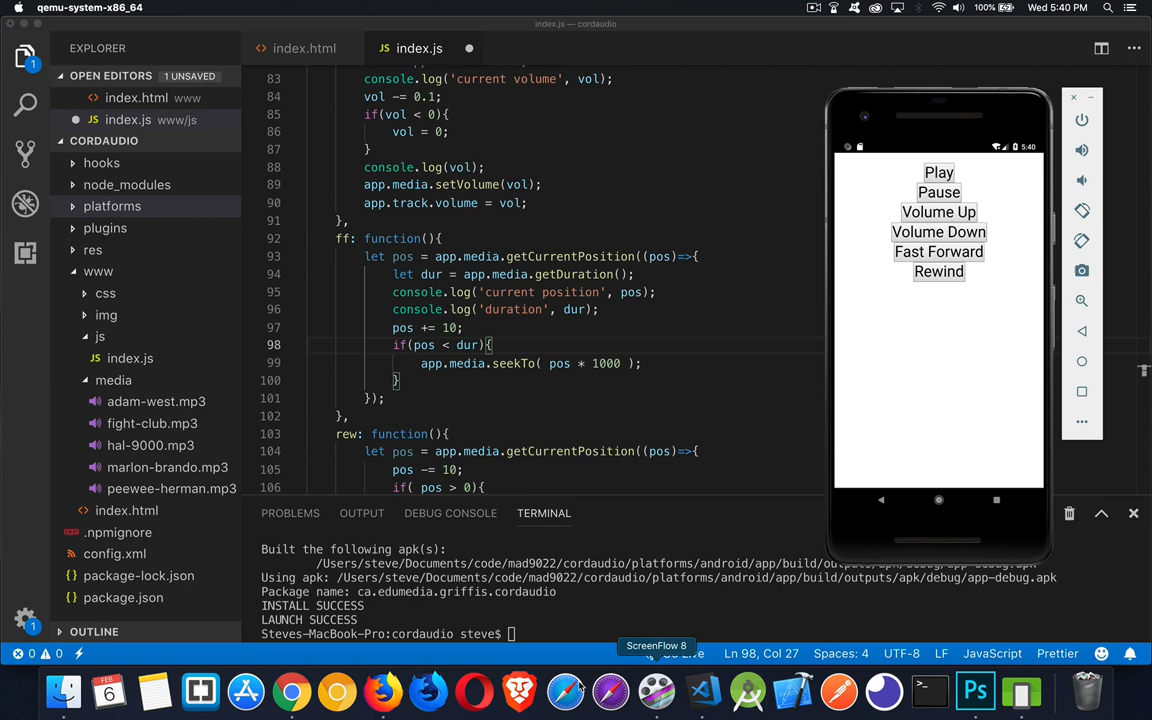 qemu-system-x86_64
100%
Wed 5:40 PM
index.js — cordaudio
EXPLORER
index.html
JS index.js
OPEN EDITORS 1 UNSAVED
index.html www
JS index.js www/js
CORDAUDIO
hooks
node_modules
platforms
plugins
res
www
css
img
js
JS index.js
media
adam-west.mp3
fight-club.mp3
hal-9000.mp3
marlon-brando.mp3
peewee-herman.mp3
index.html
.npmignore
config.xml
package-lock.json
package.json
OUTLINE
83 console.log('current volume', vol);
84 vol -= 0.1;
85 if(vol < 0){
86 vol = 0;
87 }
88 console.log(vol);
89 app.media.setVolume(vol);
90 app.track.volume = vol;
91 },
92 ff: function(){
93 let pos = app.media.getCurrentPosition((pos)=>{
94 let dur = app.media.getDuration();
95 console.log('current position', pos);
96 console.log('duration', dur);
97 pos += 10;
98 if(pos < dur){
99 app.media.seekTo( pos * 1000 );
100 }
101 });
102 },
103 rew: function(){
104 let pos = app.media.getCurrentPosition((pos)=>{
105 pos -= 10;
106 if( pos > 0){
5:40
Play
Pause
Volume Up
Volume Down
Fast Forward
Rewind
PROBLEMS OUTPUT DEBUG CONSOLE TERMINAL
Built the following apk(s):
/Users/steve/Documents/code/mad9022/cordaudio/platforms/android/app/build/outputs/apk/debug/app-debug.apk
Using apk: /Users/steve/Documents/code/mad9022/cordaudio/platforms/android/app/build/outputs/apk/debug/app-debug.apk
Package name: ca.edumedia.griffis.cordaudio
INSTALL SUCCESS
LAUNCH SUCCESS
Steves-MacBook-Pro:cordaudio steve$
ScreenFlow 8
0 0
Live
Ln 98, Col 27
Spaces: 4
UTF-8
LF
JavaScript
Prettier
1
1
FEB
6
Ps